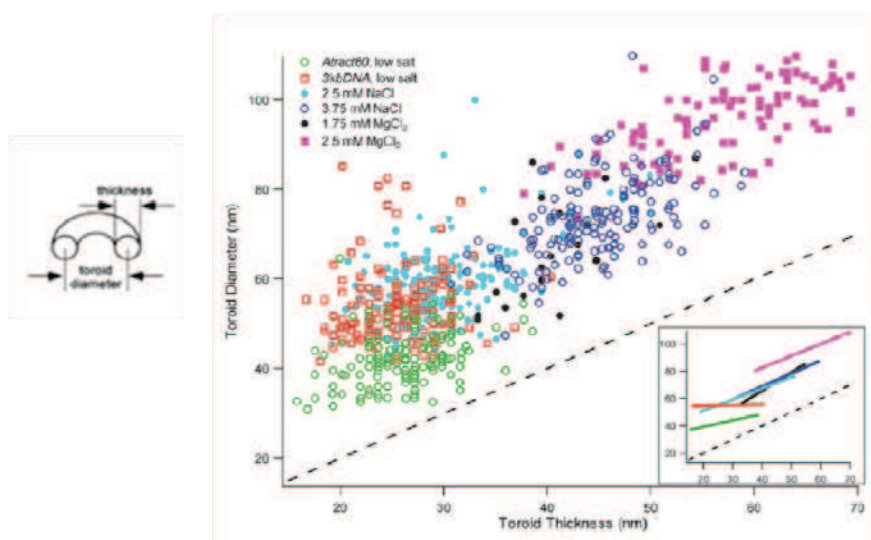 thickness
toroid
diameter
Atract60, low salt
3kbDNA, low salt
2.5 mM NaCl
3.75 mM NaCl
1.75 mM MgCl₂
2.5 mM MgCl₂
Toroid Diameter (nm)
100
80
60
40
20
20
30
40
50
60
70
Toroid Thickness (nm)
100
80
60
40
20
20
30
40
50
60
70